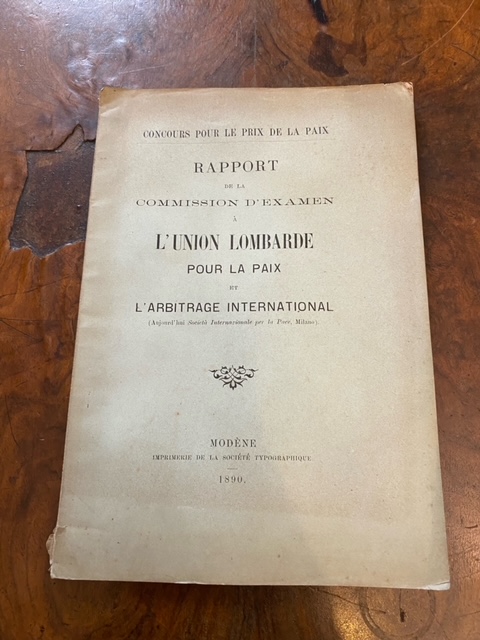 CONCOURS POUR LE PRIX DE LA PAIX
RAPPORT
DE LA
COMMISSION D'EXAMEN
À
L'UNION LOMBARDE
POUR LA PAIX
ET
L'ARBITRAGE INTERNATIONAL
(Aujourd'hui Società Internazionale per la Pace, Milano).
MODÈNE
IMPRIMERIE DE LA SOCIÉTÉ TYPOGRAPHIQUE
1890.